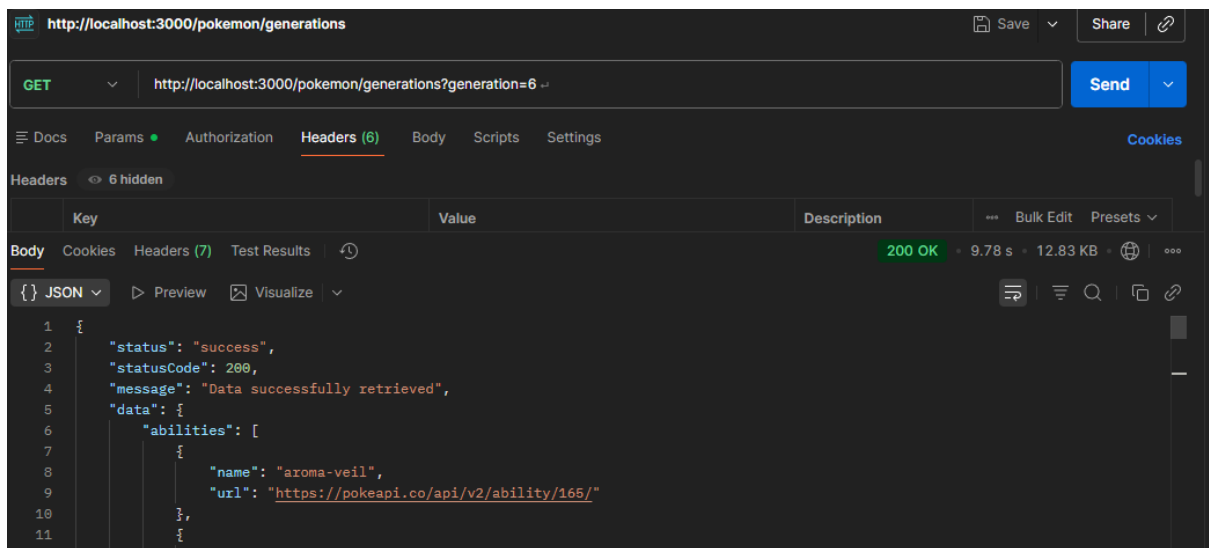 HTTP http://localhost:3000/pokemon/generations Save Share
GET http://localhost:3000/pokemon/generations?generation=6 Send
Docs Params Authorization Headers (6) Body Scripts Settings Cookies
Headers 6 hidden
Key Value Description Bulk Edit Presets
Body Cookies Headers (7) Test Results 200 OK 9.78 s 12.83 KB
{} JSON Preview Visualize
1 {
2 "status": "success",
3 "statusCode": 200,
4 "message": "Data successfully retrieved",
5 "data": {
6 "abilities": [
7 {
8 "name": "aroma-veil",
9 "url": "https://pokeapi.co/api/v2/ability/165/"
10 },
11 {